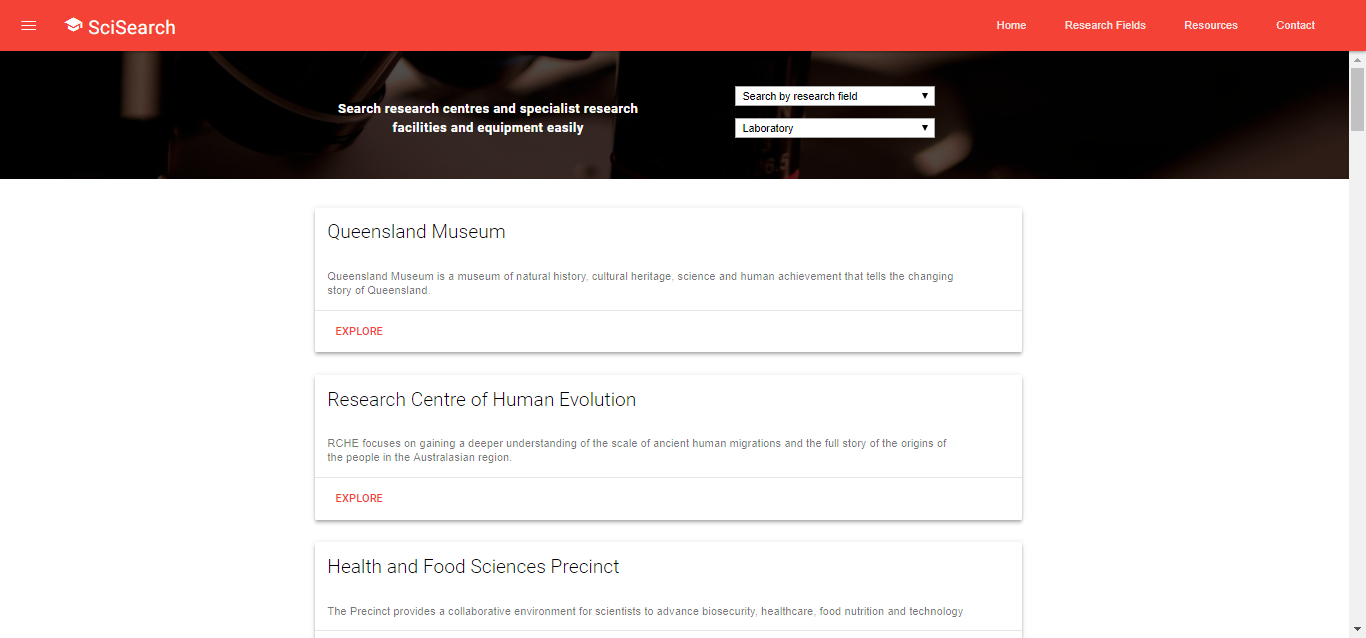 SciSearch
Home
Research Fields
Resources
Contact
Search research centres and specialist research
facilities and equipment easily
Search by research field
Laboratory
Queensland Museum
Queensland Museum is a museum of natural history, cultural heritage, science and human achievement that tells the changing
story of Queensland.
EXPLORE
Research Centre of Human Evolution
RCHE focuses on gaining a deeper understanding of the scale of ancient human migrations and the full story of the origins of
the people in the Australasian region.
EXPLORE
Health and Food Sciences Precinct
The Precinct provides a collaborative environment for scientists to advance biosecurity, healthcare, food nutrition and technology